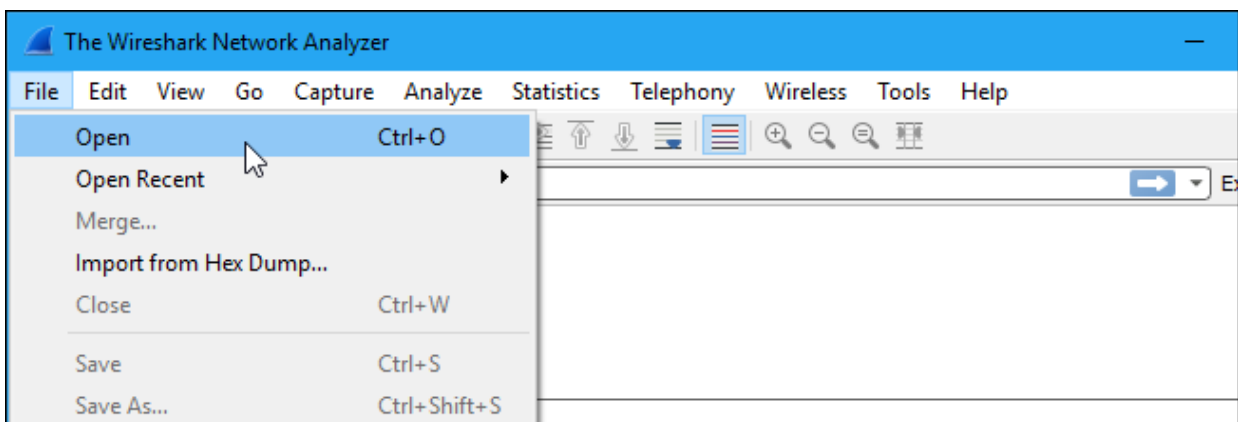 The Wireshark Network Analyzer
File Edit View Go Capture Analyze Statistics Telephony Wireless Tools Help
Open Ctrl+O
Open Recent
Merge...
Import from Hex Dump...
Close Ctrl+W
Save Ctrl+S
Save As... Ctrl+Shift+S